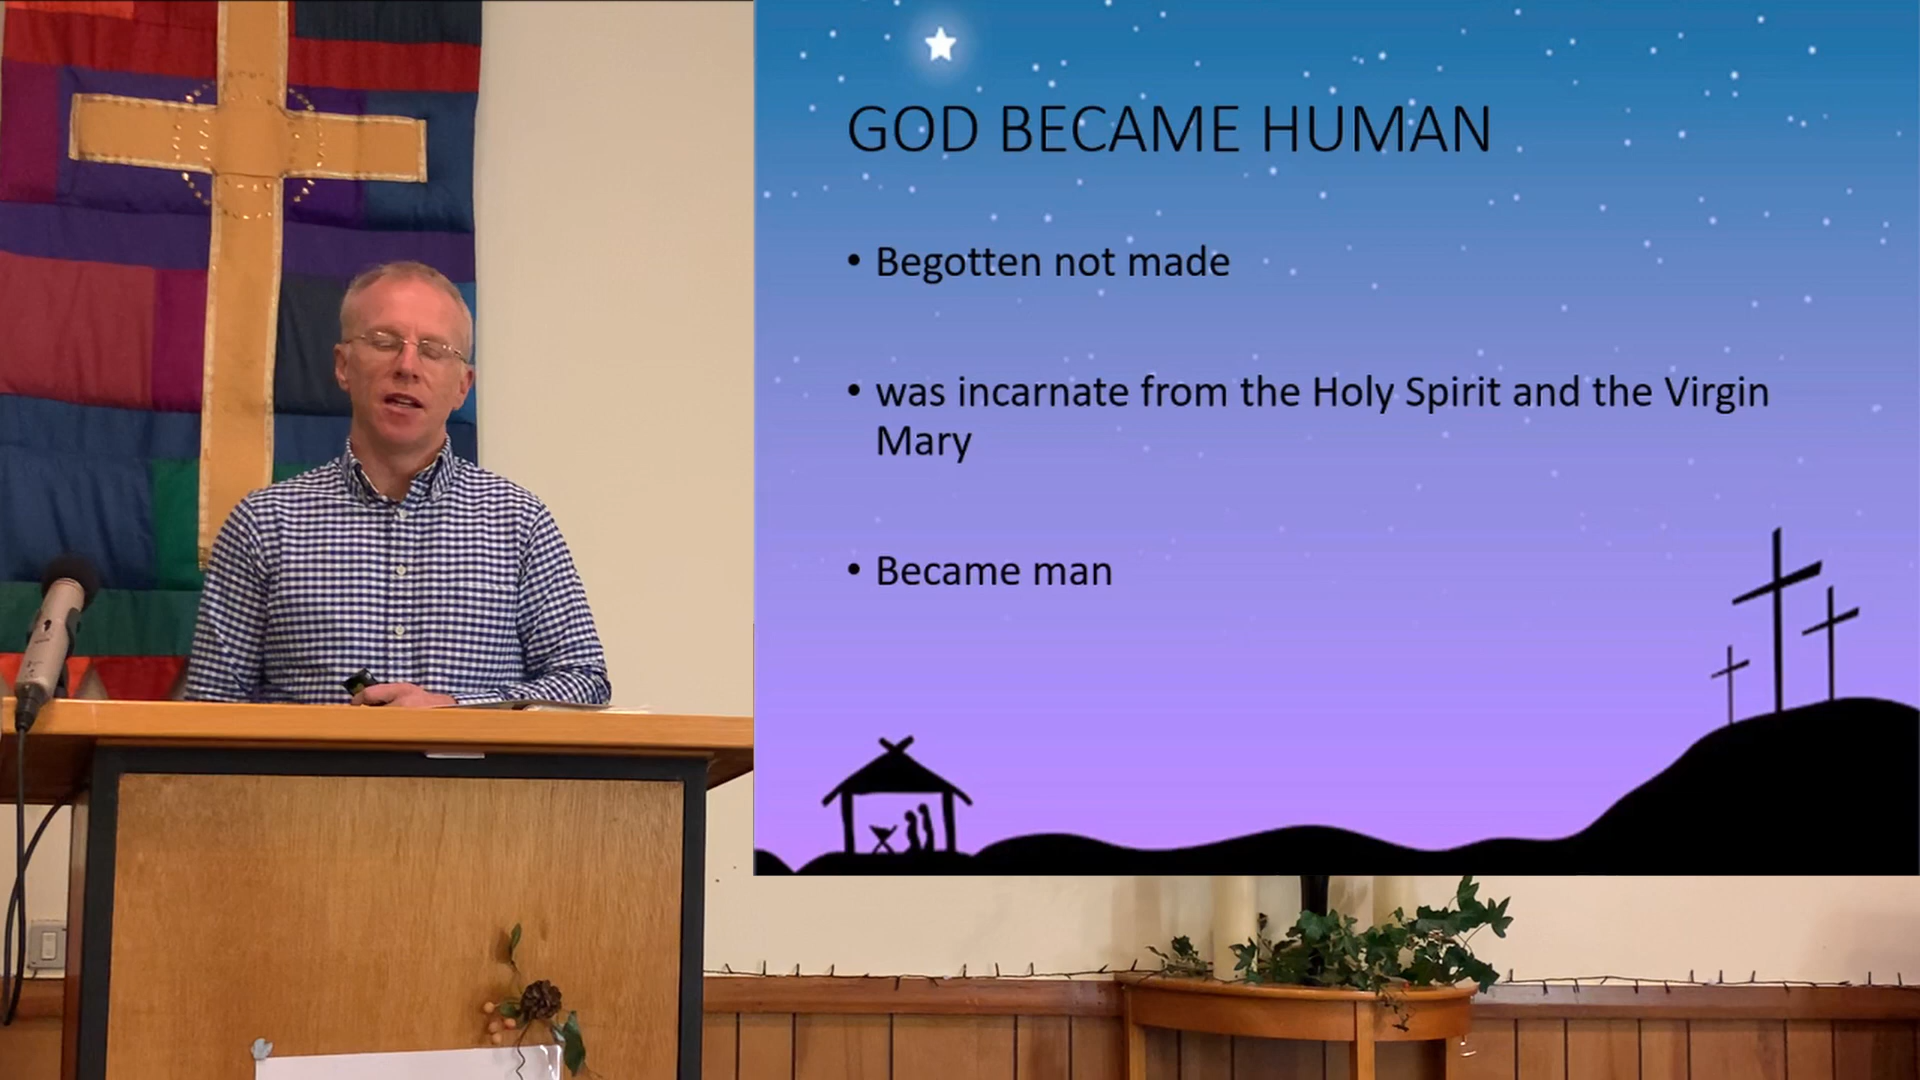 GOD BECAME HUMAN
• Begotten not made
• was incarnate from the Holy Spirit and the Virgin
Mary
• Became man